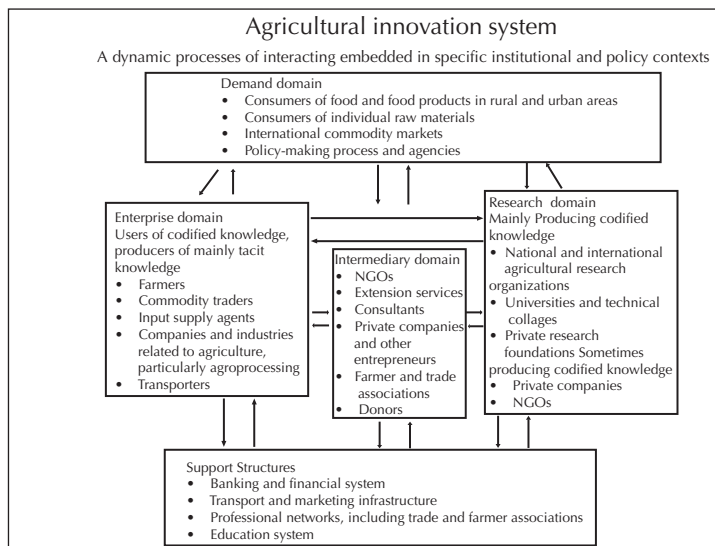 Agricultural innovation system
A dynamic processes of interacting embedded in specific institutional and policy contexts
Demand domain
• Consumers of food and food products in rural and urban areas
• Consumers of individual raw materials
• International commodity markets
• Policy-making process and agencies
Enterprise domain
Users of codified knowledge,
producers of mainly tacit
knowledge
• Farmers
• Commodity traders
• Input supply agents
• Companies and industries
related to agriculture,
particularly agroprocessing
• Transporters
Intermediary domain
• NGOs
• Extension services
• Consultants
• Private companies
and other
entrepreneurs
• Farmer and trade
associations
• Donors
Research domain
Mainly Producing codified
knowledge
• National and international
agricultural research
organizations
• Universities and technical
collages
• Private research
foundations Sometimes
producing codified knowledge
• Private companies
• NGOs
Support Structures
• Banking and financial system
• Transport and marketing infrastructure
• Professional networks, including trade and farmer associations
• Education system